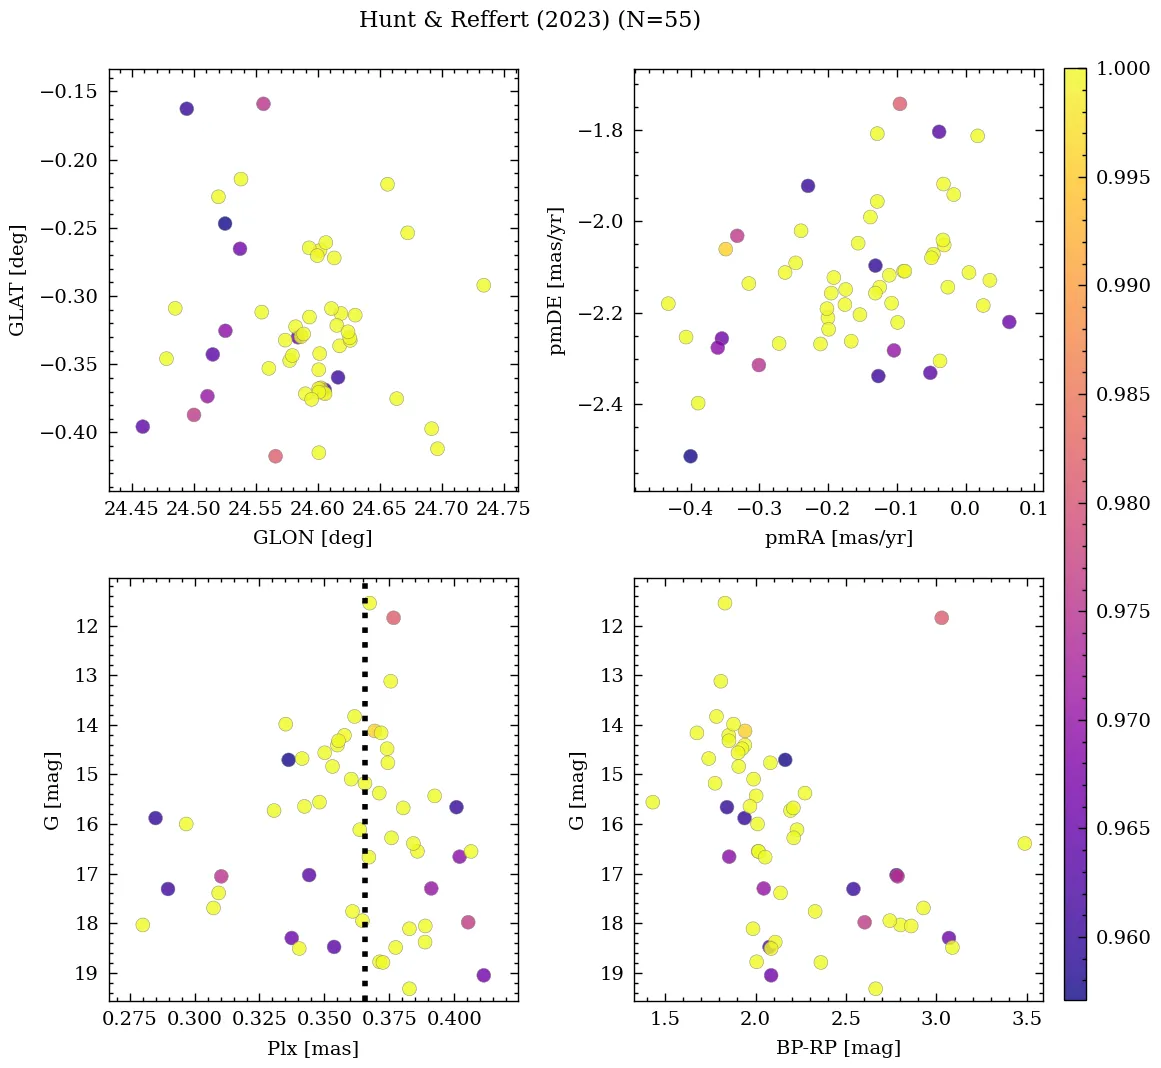 Hunt & Reffert (2023) (N=55)
−0.15
−0.20
−0.25
−0.30
−0.35
−0.40
GLAT [deg]
24.45 24.50 24.55 24.60 24.65 24.70 24.75
GLON [deg]
−1.8
−2.0
−2.2
−2.4
pmDE [mas/yr]
−0.4 −0.3 −0.2 −0.1 0.0 0.1
pmRA [mas/yr]
12
13
14
15
16
17
18
19
G [mag]
0.275 0.300 0.325 0.350 0.375 0.400
Plx [mas]
12
13
14
15
16
17
18
19
G [mag]
1.5 2.0 2.5 3.0 3.5
BP-RP [mag]
1.000
0.995
0.990
0.985
0.980
0.975
0.970
0.965
0.960